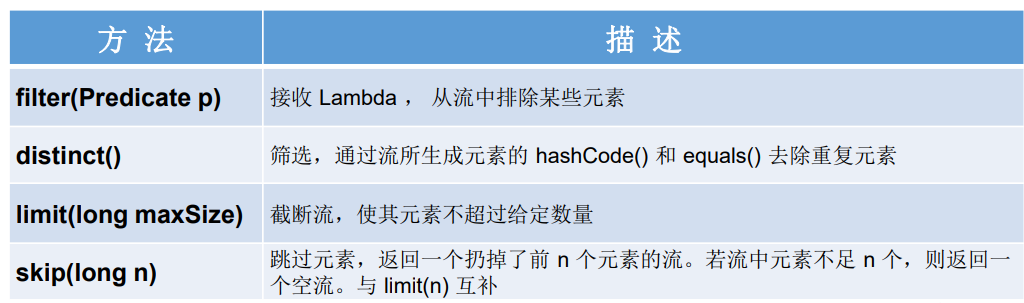 方 法 描 述
filter(Predicate p) 接收 Lambda ， 从流中排除某些元素
distinct() 筛选，通过流所生成元素的 hashCode() 和 equals() 去除重复元素
limit(long maxSize) 截断流，使其元素不超过给定数量
skip(long n) 跳过元素，返回一个扔掉了前 n 个元素的流。若流中元素不足 n 个，则返回一
个空流。与 limit(n) 互补